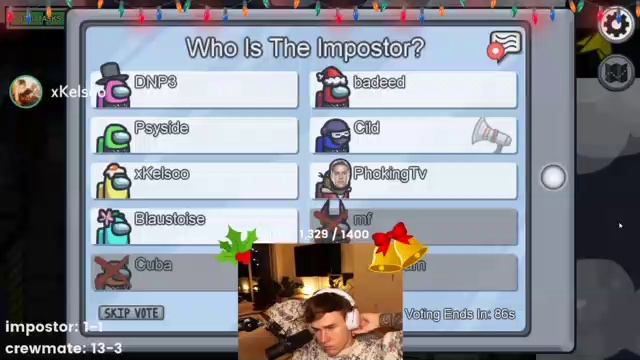 TASKS
Who Is The Impostor?
DNP3
badeed
xKelsoo
Psyside
Cild
xKelsoo
PhokingTv
Blaustoise
mf
1,329 / 1400
Cuba
SKIP VOTE
Voting Ends In: 86s
impostor: 1-1
crewmate: 13-3